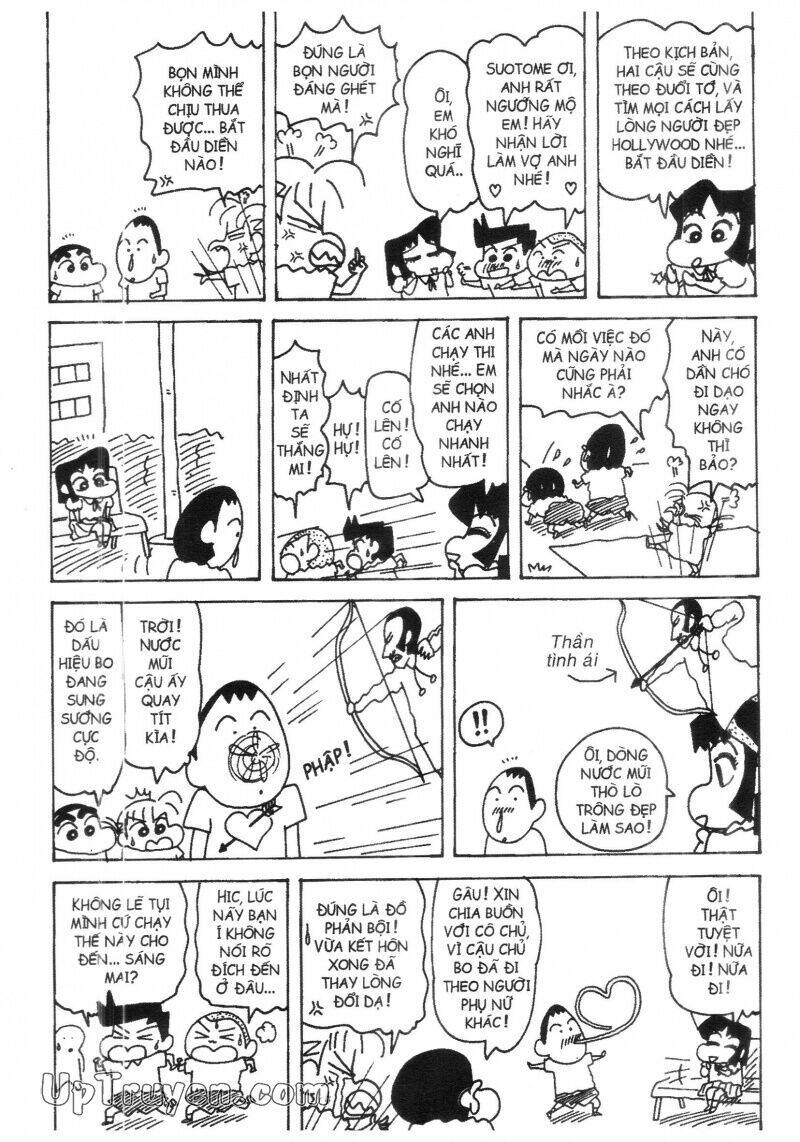 THEO KỊCH BẢN,
HAI CẬU SẼ CÙNG
THEO ĐUỔI TỚ, VÀ
TÌM MỌI CÁCH LẤY
LÒNG NGƯỜI ĐẸP
HOLLYWOOD NHÉ...
BẮT ĐẦU DIỄN!
SUOTOME ƠI,
ANH RẤT
NGƯỠNG MỘ
EM! HÃY
NHẬN LỜI
LÀM VỢ ANH
NHÉ!
ÔI,
EM
KHÓ
NGHĨ
QUÁ..
ĐÚNG LÀ
BỌN NGƯỜI
ĐÁNG GHÉT
MÀ!
BỌN MÌNH
KHÔNG THỂ
CHỊU THUA
ĐƯỢC... BẮT
ĐẦU DIỄN
NÀO!
NÀY,
ANH CÓ
DẪN CHÓ
ĐI DẠO
NGAY
KHÔNG
THÌ
BẢO?
CÓ MỖI VIỆC ĐÓ
MÀ NGÀY NÀO
CŨNG PHẢI
NHẮC À?
CÁC ANH
CHẠY THI
NHÉ... EM
SẼ CHỌN
ANH NÀO
CHẠY
NHANH
NHẤT!
CỐ
LÊN!
CỐ
LÊN!
HỰ!
HỰ!
NHẤT
ĐỊNH
TA
SẼ
THẮNG
MI!
Thần
tình ái
ÔI, DÒNG
NƯỚC MŨI
THÒ LÒ
TRÔNG ĐẸP
LÀM SAO!
!!
PHẬP!
TRỜI!
NƯỚC
MŨI
CẬU ẤY
QUAY
TÍT
KÌA!
ĐÓ LÀ
DẤU
HIỆU BO
ĐANG
SUNG
SƯỚNG
CỰC
ĐỘ.
ÔI!
THẬT
TUYỆT
VỜI! NỮA
ĐI! NỮA
ĐI!
GÂU! XIN
CHIA BUỒN
VỚI CÔ CHỦ,
VÌ CẬU CHỦ
BO ĐÃ ĐI
THEO NGƯỜI
PHỤ NỮ
KHÁC!
ĐÚNG LÀ ĐỒ
PHẢN BỘI!
VỪA KẾT HÔN
XONG ĐÃ
THAY LÒNG
ĐỔI DẠ!
HIC, LÚC
NÃY BẠN
Í KHÔNG
NÓI RÕ
ĐÍCH ĐẾN
Ở ĐÂU...
KHÔNG LẼ TỤI
MÌNH CỨ CHẠY
THẾ NÀY CHO
ĐẾN... SÁNG
MAI?
UpTruyen.com